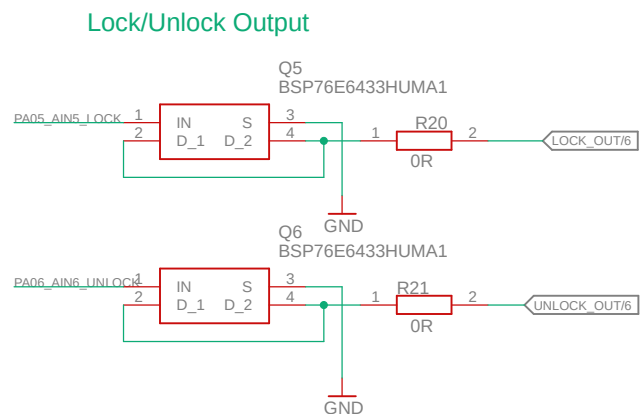 Lock/Unlock Output
Q5
BSP76E6433HUMA1
PA05_AIN5_LOCK 1 IN S 3
2 D_1 D_2 4
1 R20 2
0R
LOCK_OUT/6
GND
Q6
BSP76E6433HUMA1
PA06_AIN6_UNLOCK 1 IN S 3
2 D_1 D_2 4
1 R21 2
0R
UNLOCK_OUT/6
GND